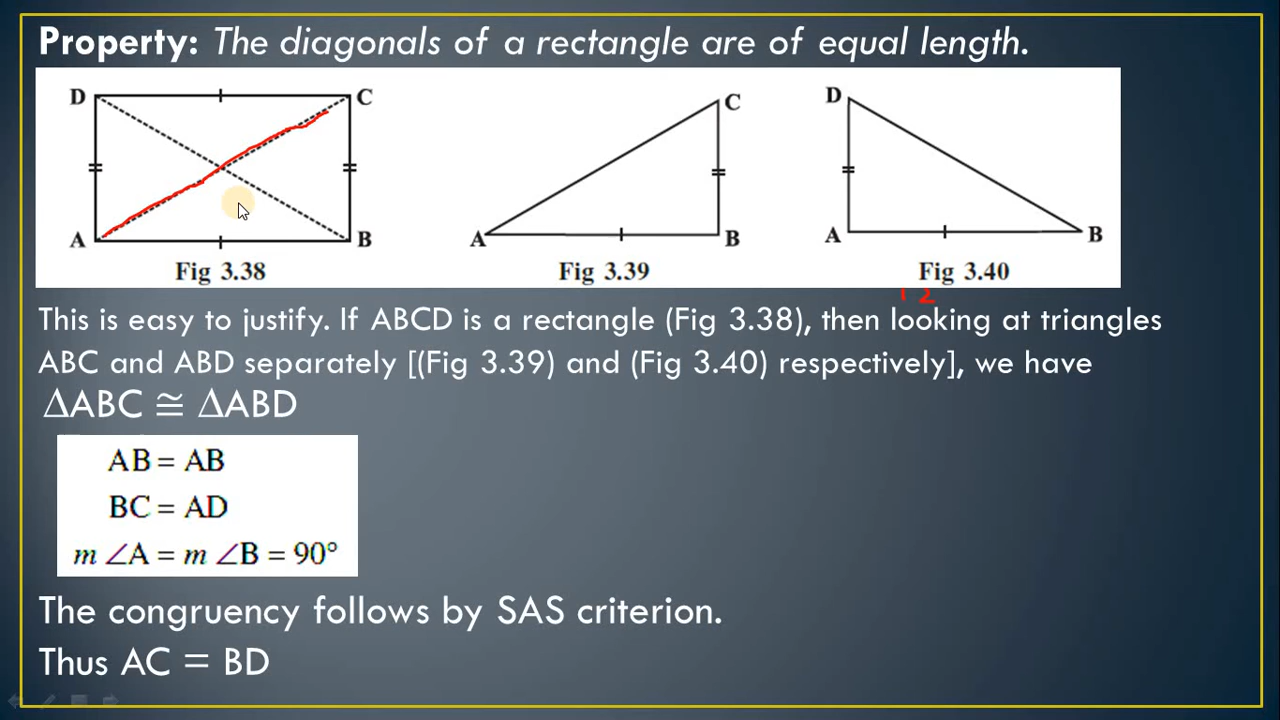 Property: The diagonals of a rectangle are of equal length.
D C
A B
Fig 3.38
C
A B
Fig 3.39
D
A B
Fig 3.40
1 2
This is easy to justify. If ABCD is a rectangle (Fig 3.38), then looking at triangles
ABC and ABD separately [(Fig 3.39) and (Fig 3.40) respectively], we have
ΔABC ≅ ΔABD
AB = AB
BC = AD
m ∠A = m ∠B = 90°
The congruency follows by SAS criterion.
Thus AC = BD